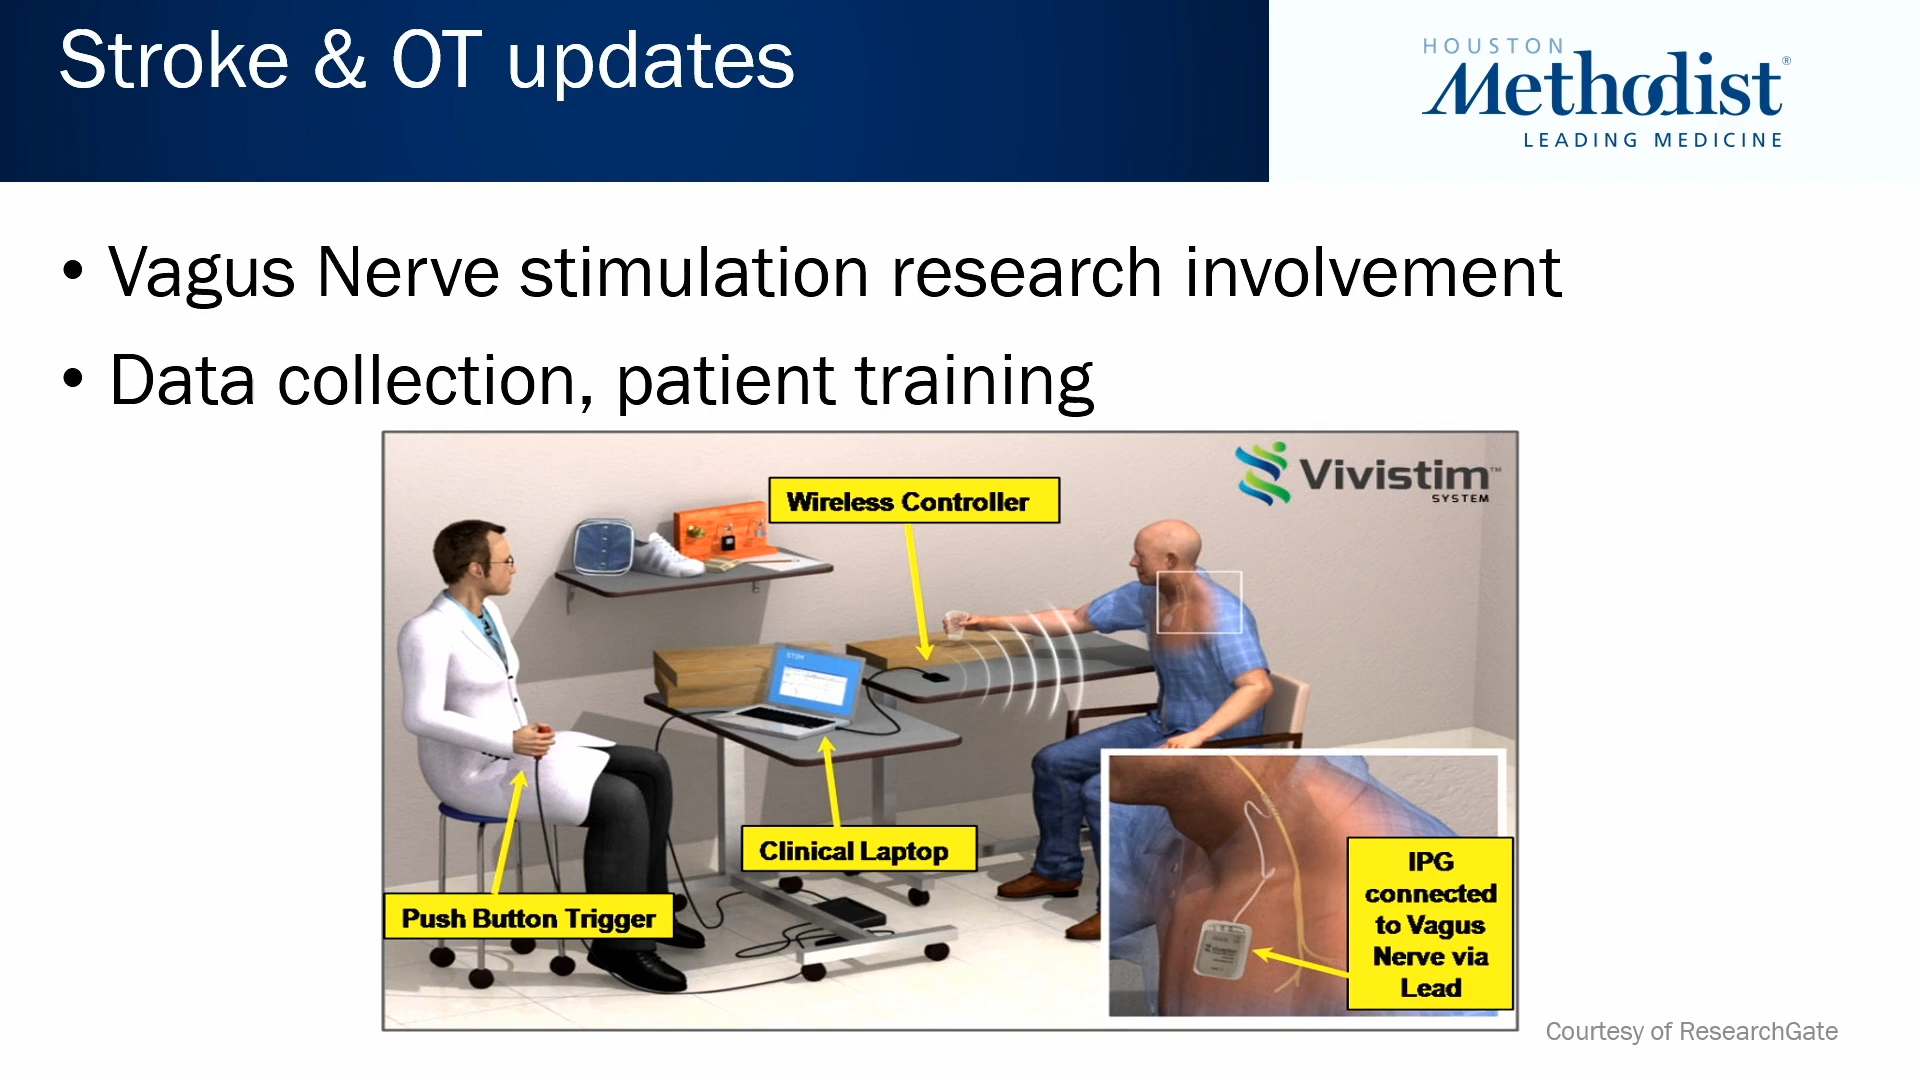 Stroke & OT updates
HOUSTON
Methodist®
LEADING MEDICINE
• Vagus Nerve stimulation research involvement
• Data collection, patient training
Vivistim™
SYSTEM
Wireless Controller
Clinical Laptop
Push Button Trigger
IPG
connected
to Vagus
Nerve via
Lead
Courtesy of ResearchGate